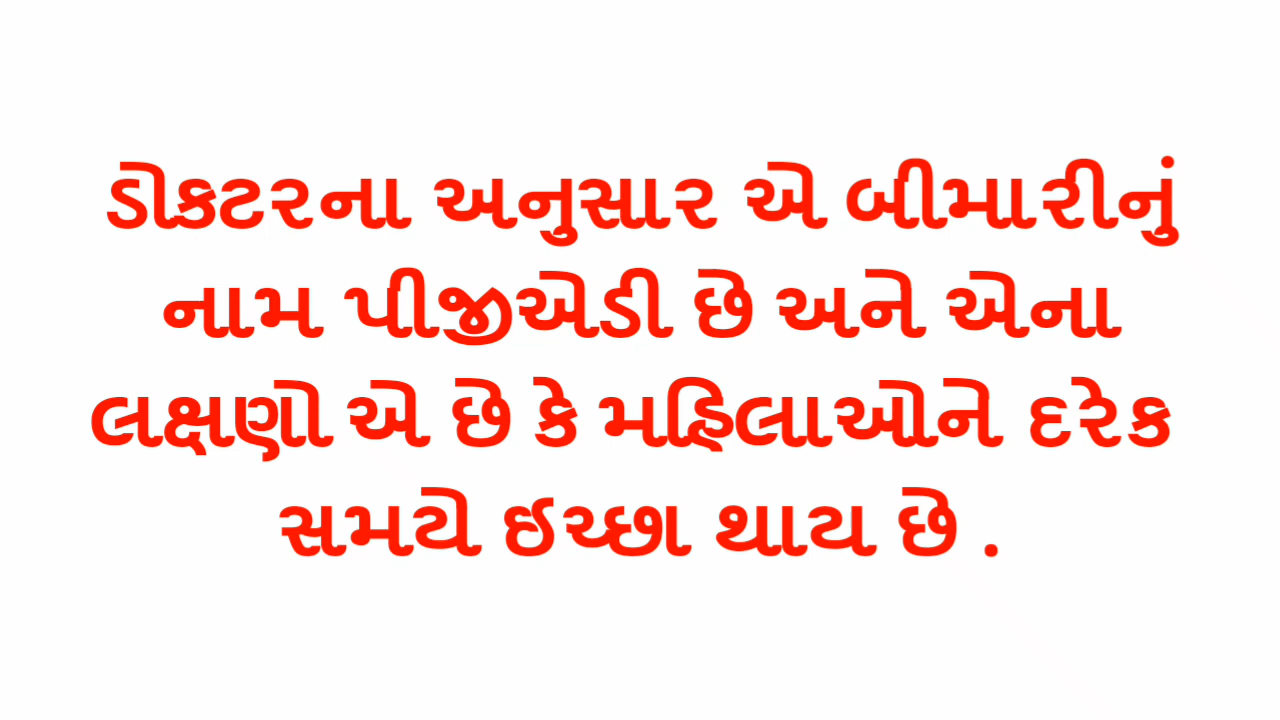 ડોકટરના અનુસાર એ બીમારીનું
નામ પીજીએડી છે અને એના
લક્ષણો એ છે કે મહિલાઓને દરેક
સમયે ઇચ્છા થાય છે .